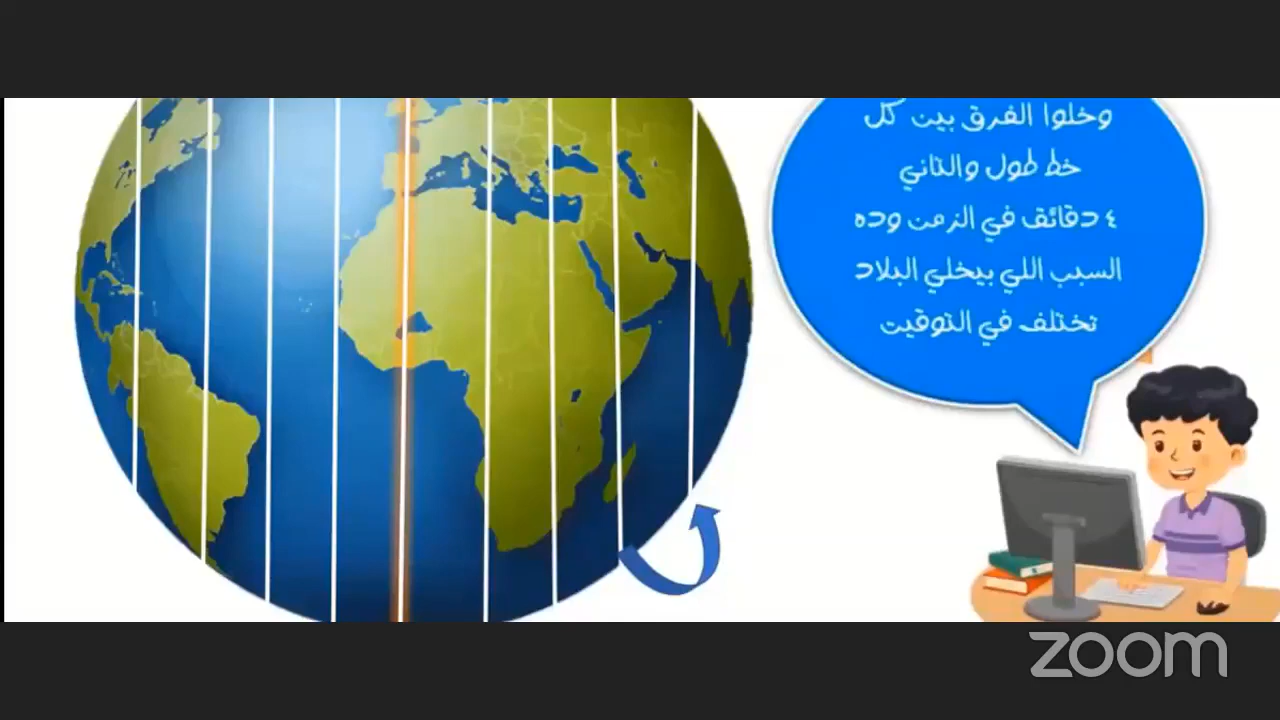 وخلوا الفرق بين كل
خط طول والتاني
٤ دقائق في الزمن وده
السبب اللي بيخلي البلاد
تختلف في التوقيت
zoom